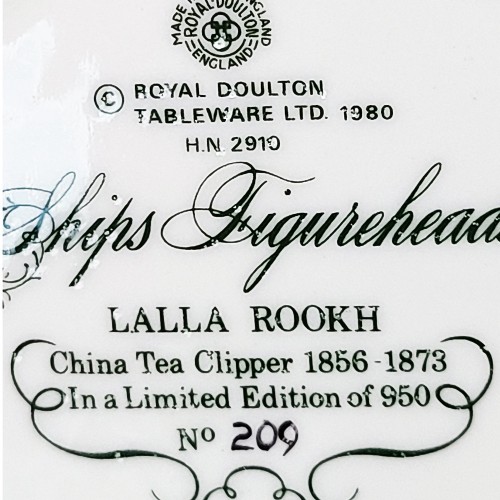 MADE IN ENGLAND
ROYAL DOULTON
ENGLAND
© ROYAL DOULTON
TABLEWARE LTD. 1980
H.N. 2910
Ships Figureheads
LALLA ROOKH
China Tea Clipper 1856-1873
In a Limited Edition of 950
No 209